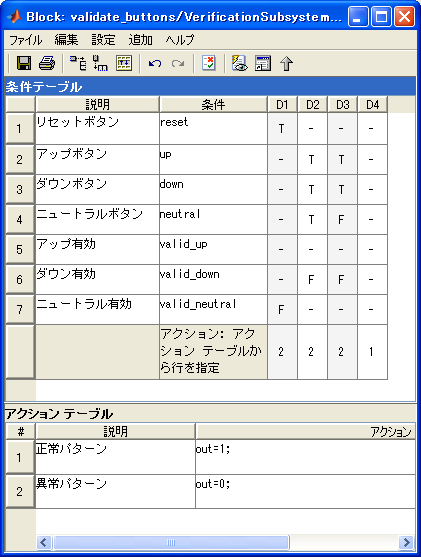 Block: validate_buttons/VerificationSubsystem...
ファイル 編集 設定 追加 ヘルプ
条件テーブル
説明 条件 D1 D2 D3 D4
1 リセットボタン reset T - - -
2 アップボタン up - T T -
3 ダウンボタン down - T T -
4 ニュートラルボタン neutral - T F -
5 アップ有効 valid_up - - - -
6 ダウン有効 valid_down - F F -
7 ニュートラル有効 valid_neutral F - - -
アクション: アク
ション テーブルか
ら行を指定 2 2 2 1
アクション テーブル
# 説明 アクション
1 正常パターン out=1;
2 異常パターン out=0;